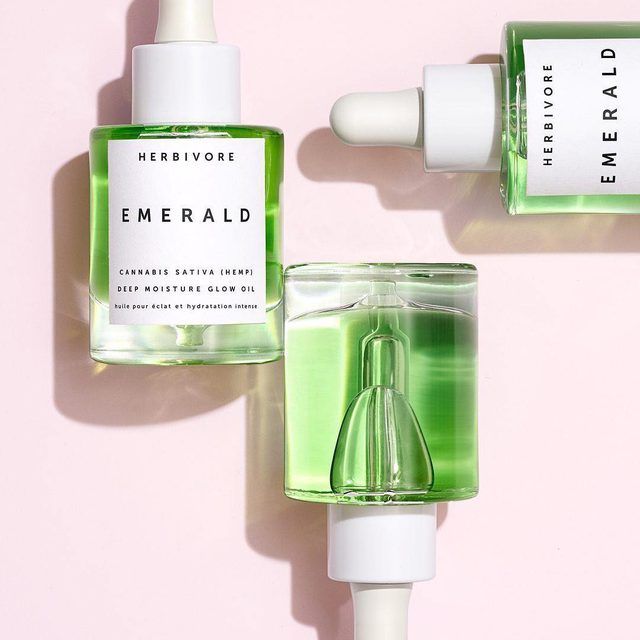 HERBIVORE
EMERALD
CANNABIS SATIVA (HEMP)
DEEP MOISTURE GLOW OIL
huile pour éclat et hydratation intense
HERBIVORE
EMERALD